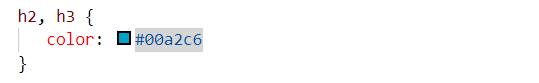 h2, h3 {
color: #00a2c6
}